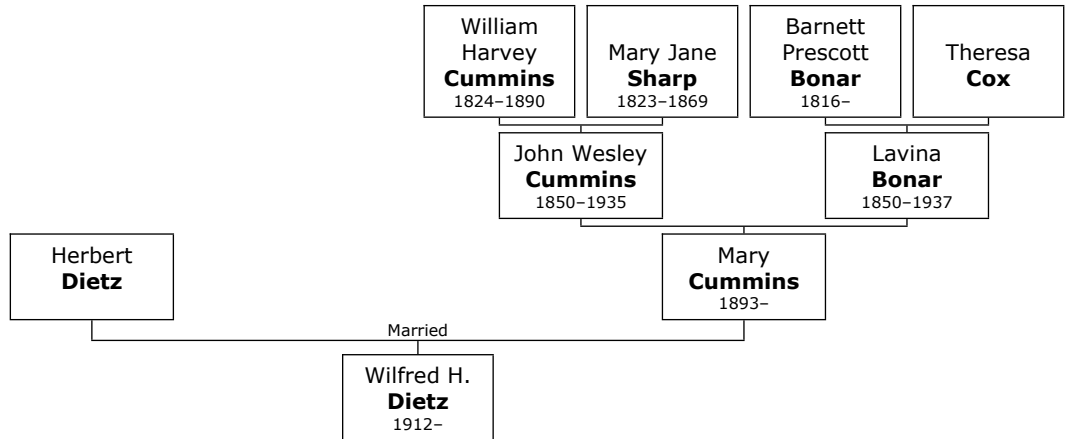 William
Harvey
Cummins
1824–1890
Mary Jane
Sharp
1823–1869
Barnett
Prescott
Bonar
1816–
Theresa
Cox
John Wesley
Cummins
1850–1935
Lavina
Bonar
1850–1937
Herbert
Dietz
Mary
Cummins
1893–
Married
Wilfred H.
Dietz
1912–